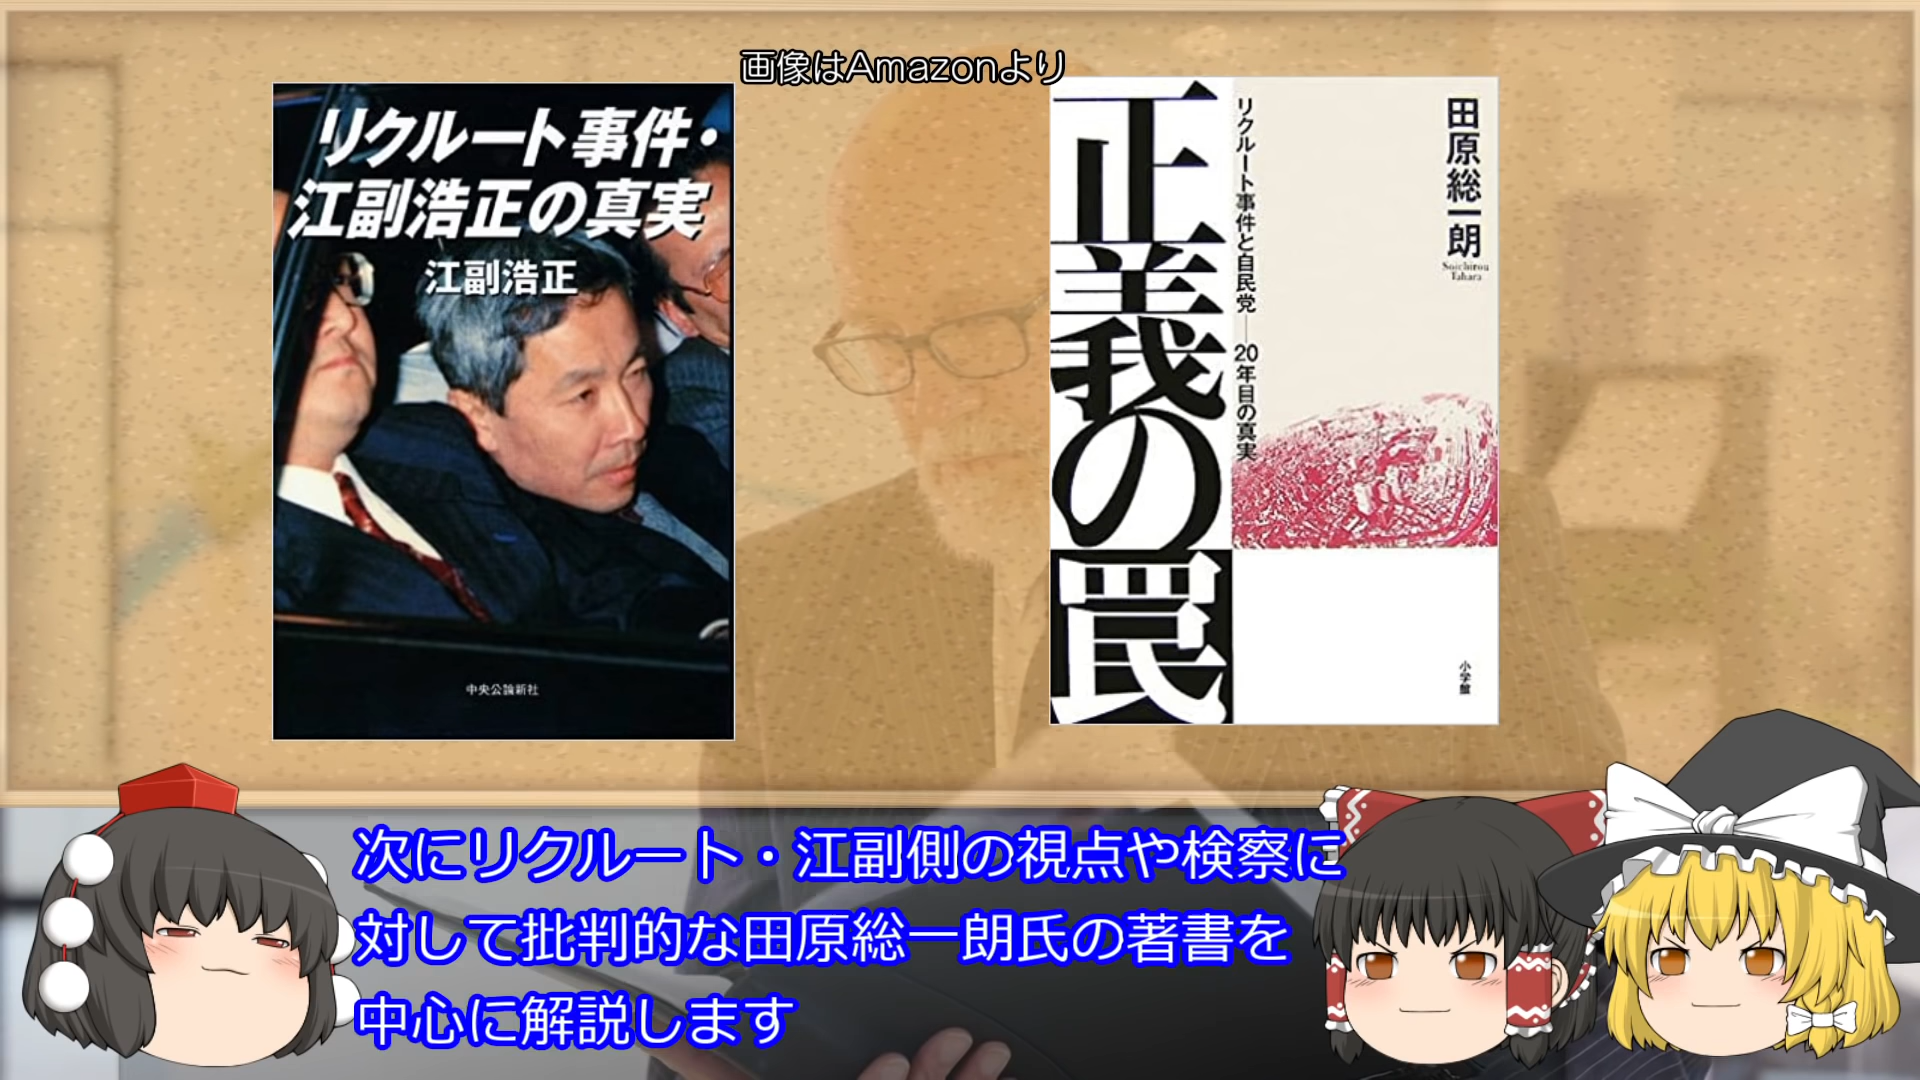 画像はAmazonより
リクルート事件・
江副浩正の真実
江副浩正
中央公論新社
田原総一朗
Soichirou
Tahara
リクルート事件と自民党──20年目の真実
正義の罠
小学館
次にリクルート・江副側の視点や検察に
対して批判的な田原総一朗氏の著書を
中心に解説します